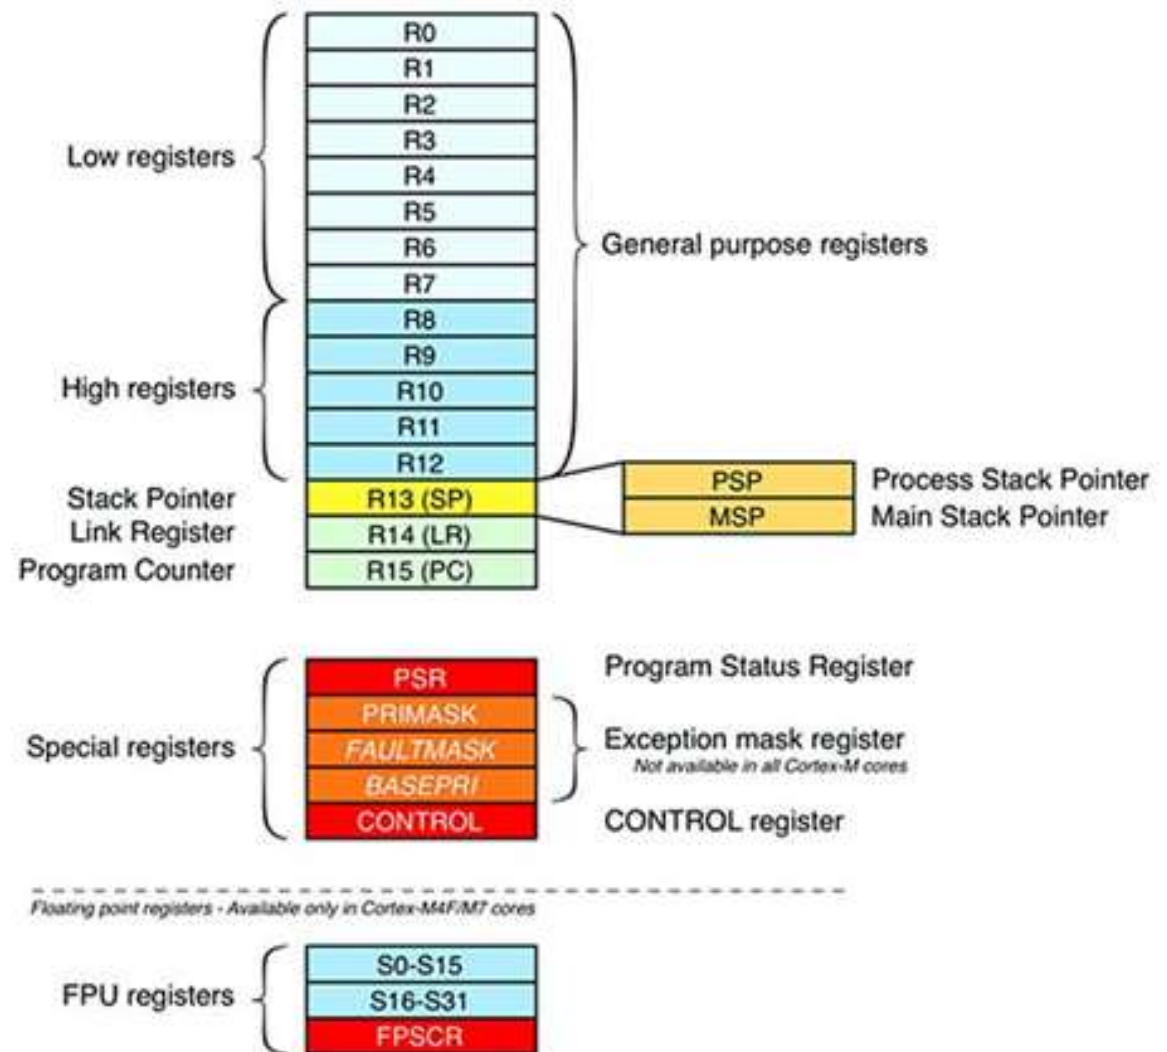 R0
R1
R2
R3
Low registers
R4
R5
R6
General purpose registers
R7
R8
R9
High registers
R10
R11
R12
PSP
Process Stack Pointer
Stack Pointer
R13 (SP)
MSP
Main Stack Pointer
Link Register
R14 (LR)
Program Counter
R15 (PC)
PSR
Program Status Register
PRIMASK
Special registers
FAULTMASK
Exception mask register
Not available in all Cortex-M cores
BASEPRI
CONTROL
CONTROL register
Floating point registers - Available only in Cortex-M4F/M7 cores
S0-S15
FPU registers
S16-S31
FPSCR